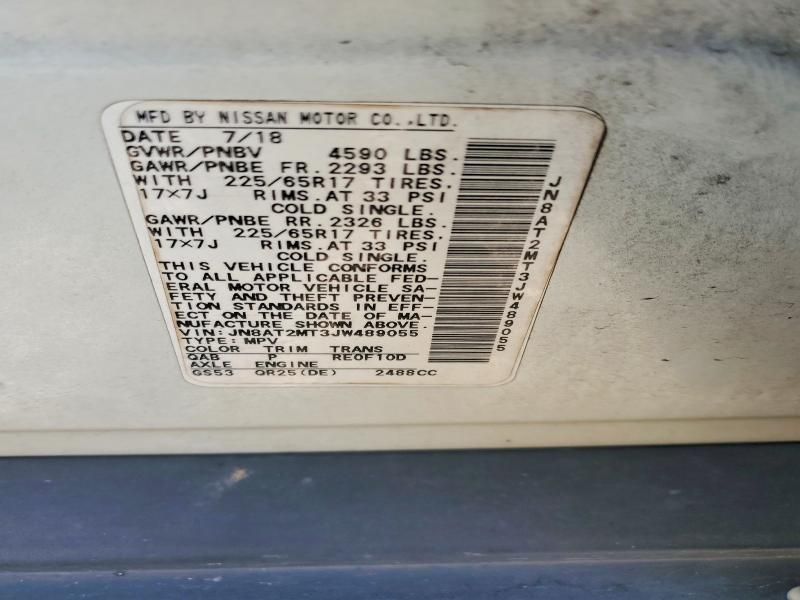 MFD BY NISSAN MOTOR CO.,LTD.
DATE 7/18
GVWR/PNBV 4590 LBS.
GAWR/PNBE FR. 2293 LBS.
WITH 225/65R17 TIRES.
17×7J RIMS.AT 33 PSI
COLD SINGLE.
GAWR/PNBE RR. 2326 LBS.
WITH 225/65R17 TIRES.
17×7J RIMS.AT 33 PSI
COLD SINGLE.
THIS VEHICLE CONFORMS
TO ALL APPLICABLE FED-
ERAL MOTOR VEHICLE SA-
FETY AND THEFT PREVEN-
TION STANDARDS IN EFF-
ECT ON THE DATE OF MA-
NUFACTURE SHOWN ABOVE.
VIN: JN8AT2MT3JW489055
TYPE: MPV
COLOR TRIM TRANS
QAB P RE0F10D
AXLE ENGINE
GS53 QR25(DE) 2488CC
JN8AT2MT3JW489055